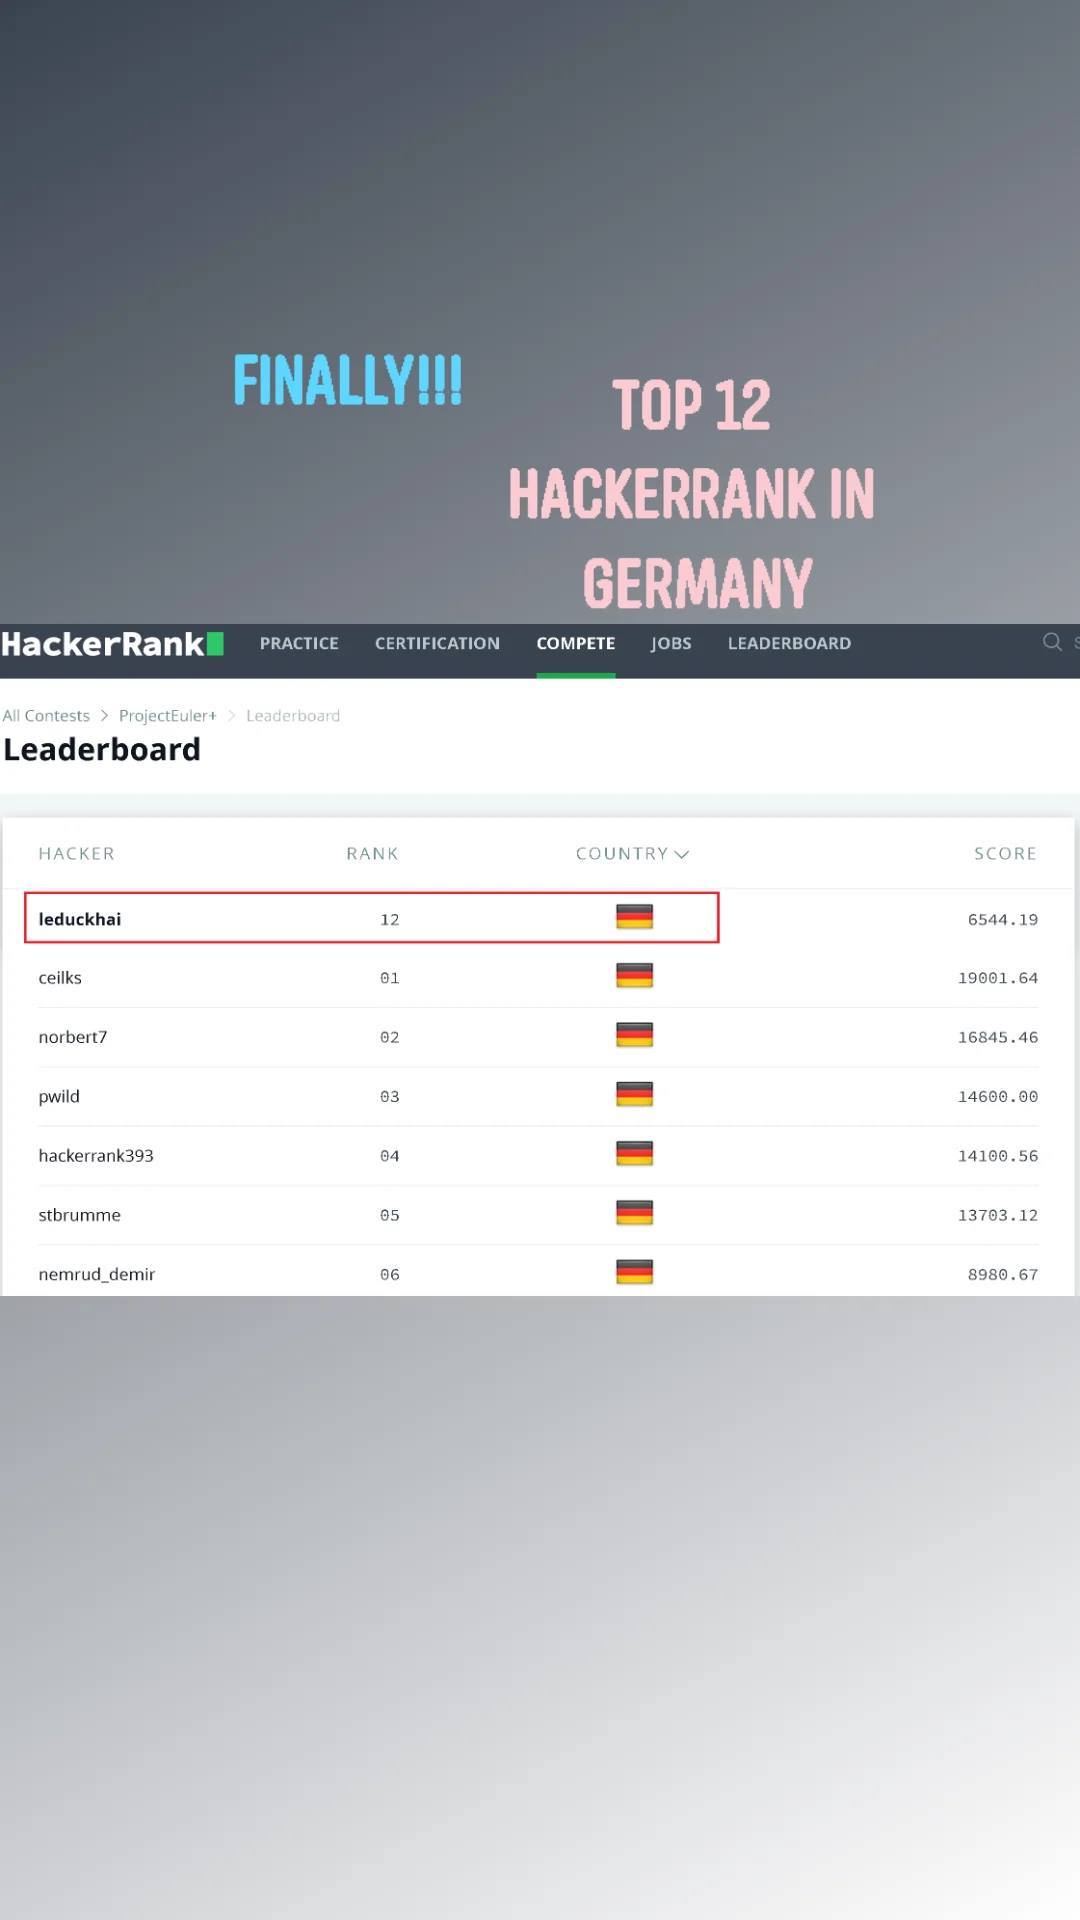 FINALLY!!!
TOP 12
HACKERRANK IN
GERMANY
HackerRank PRACTICE CERTIFICATION COMPETE JOBS LEADERBOARD
All Contests > ProjectEuler+ > Leaderboard
Leaderboard
HACKER RANK COUNTRY SCORE
leduckhai 12 6544.19
ceilks 01 19001.64
norbert7 02 16845.46
pwild 03 14600.00
hackerrank393 04 14100.56
stbrumme 05 13703.12
nemrud_demir 06 8980.67